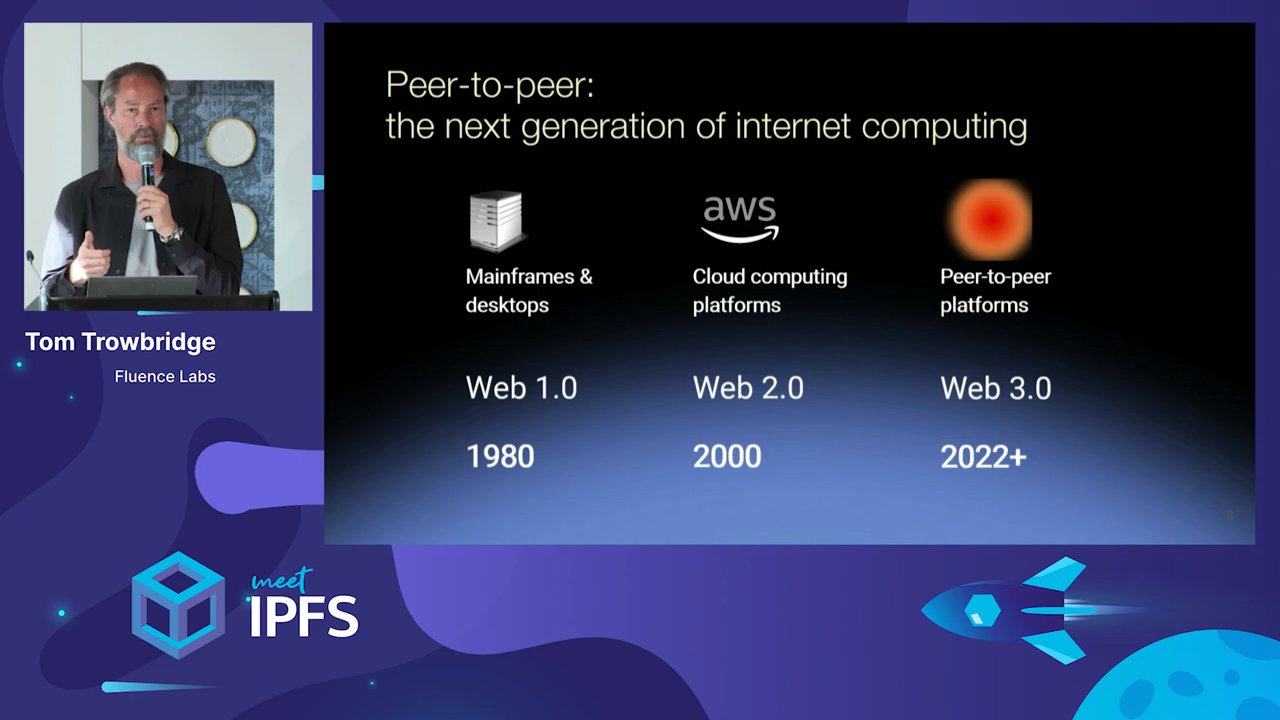 Peer-to-peer:
the next generation of internet computing
aws
Mainframes &
desktops
Cloud computing
platforms
Peer-to-peer
platforms
Web 1.0
Web 2.0
Web 3.0
1980
2000
2022+
8
Tom Trowbridge
Fluence Labs
meet
IPFS